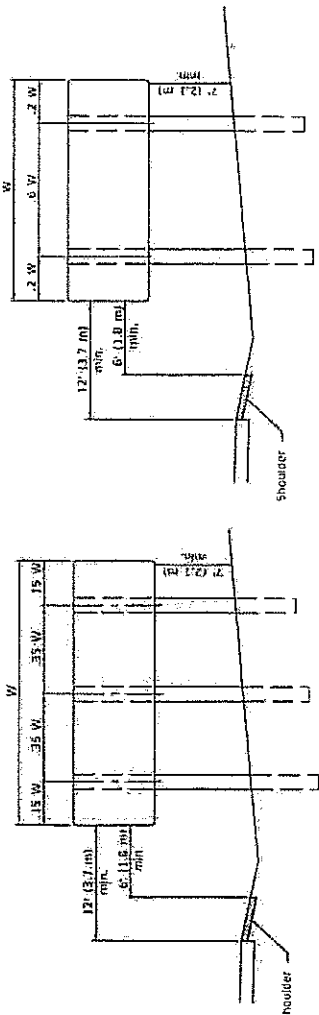 W
.2 W
.6 W
.2 W
12' (3.7 m)
min.
6' (1.8 m)
min.
7' (2.1 m)
min.
Shoulder
W
.15 W
.35 W
.35 W
.15 W
12' (3.7 m)
min.
6' (1.8 m)
min
7' (2.1 m)
min.
houlder